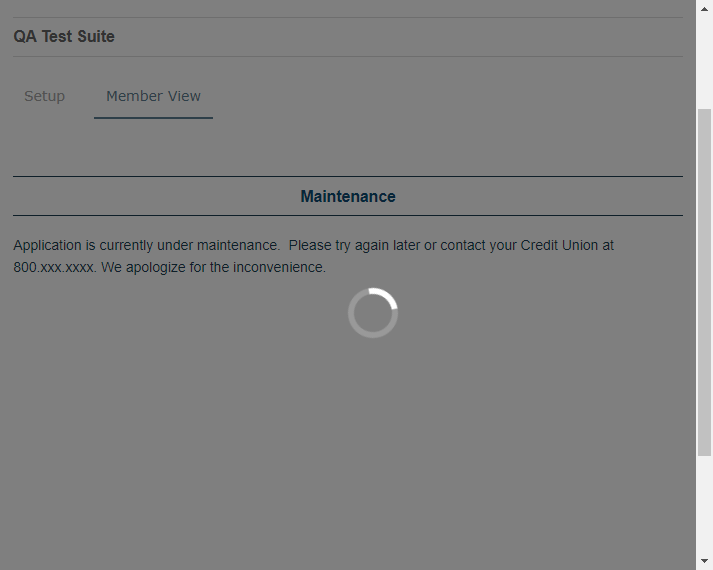 QA Test Suite
Setup
Member View
Maintenance
Application is currently under maintenance.  Please try again later or contact your Credit Union at
800.xxx.xxxx. We apologize for the inconvenience.